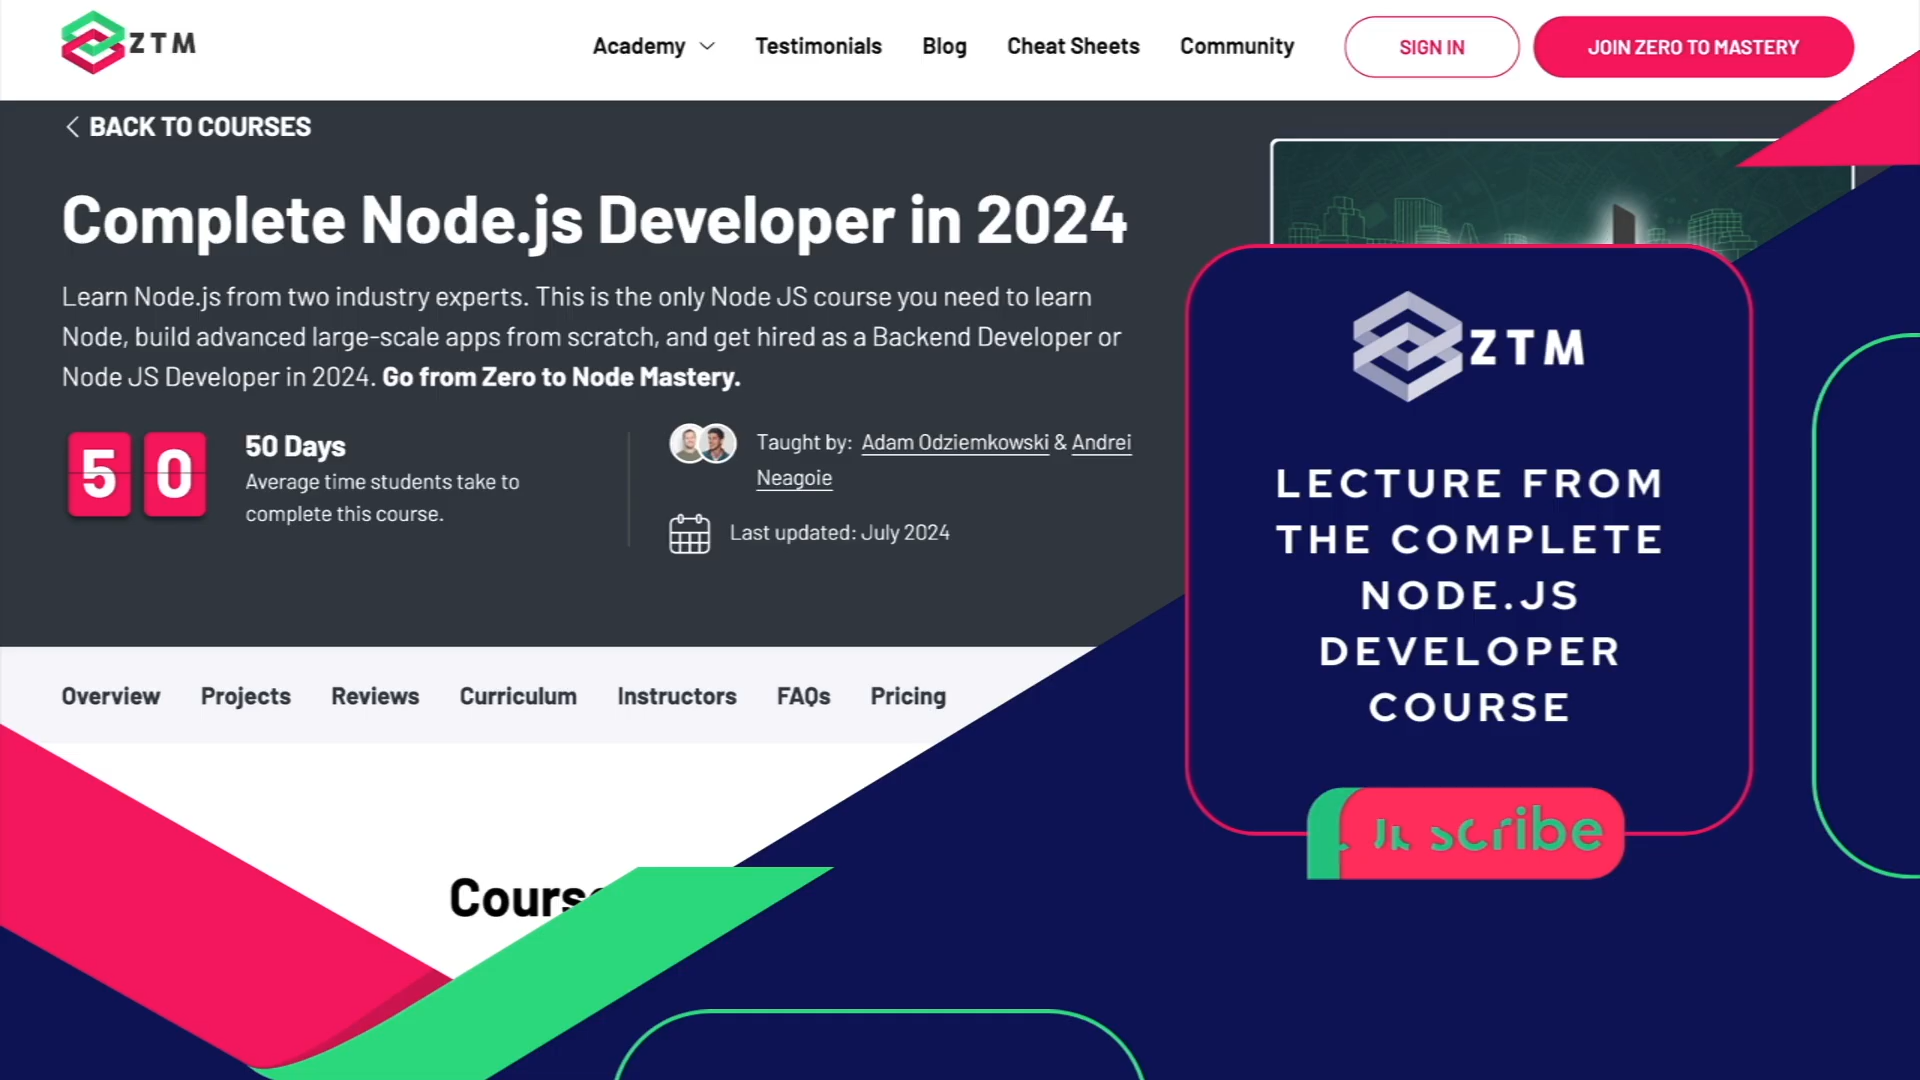 ZTM
Academy
Testimonials
Blog
Cheat Sheets
Community
SIGN IN
JOIN ZERO TO MASTERY
BACK TO COURSES
Complete Node.js Developer in 2024
Learn Node.js from two industry experts. This is the only Node JS course you need to learn
Node, build advanced large-scale apps from scratch, and get hired as a Backend Developer or
Node JS Developer in 2024. Go from Zero to Node Mastery.
50
50 Days
Average time students take to
complete this course.
Taught by: Adam Odziemkowski & Andrei
Neagoie
Last updated: July 2024
Overview
Projects
Reviews
Curriculum
Instructors
FAQs
Pricing
ZTM
LECTURE FROM
THE COMPLETE
NODE.JS
DEVELOPER
COURSE